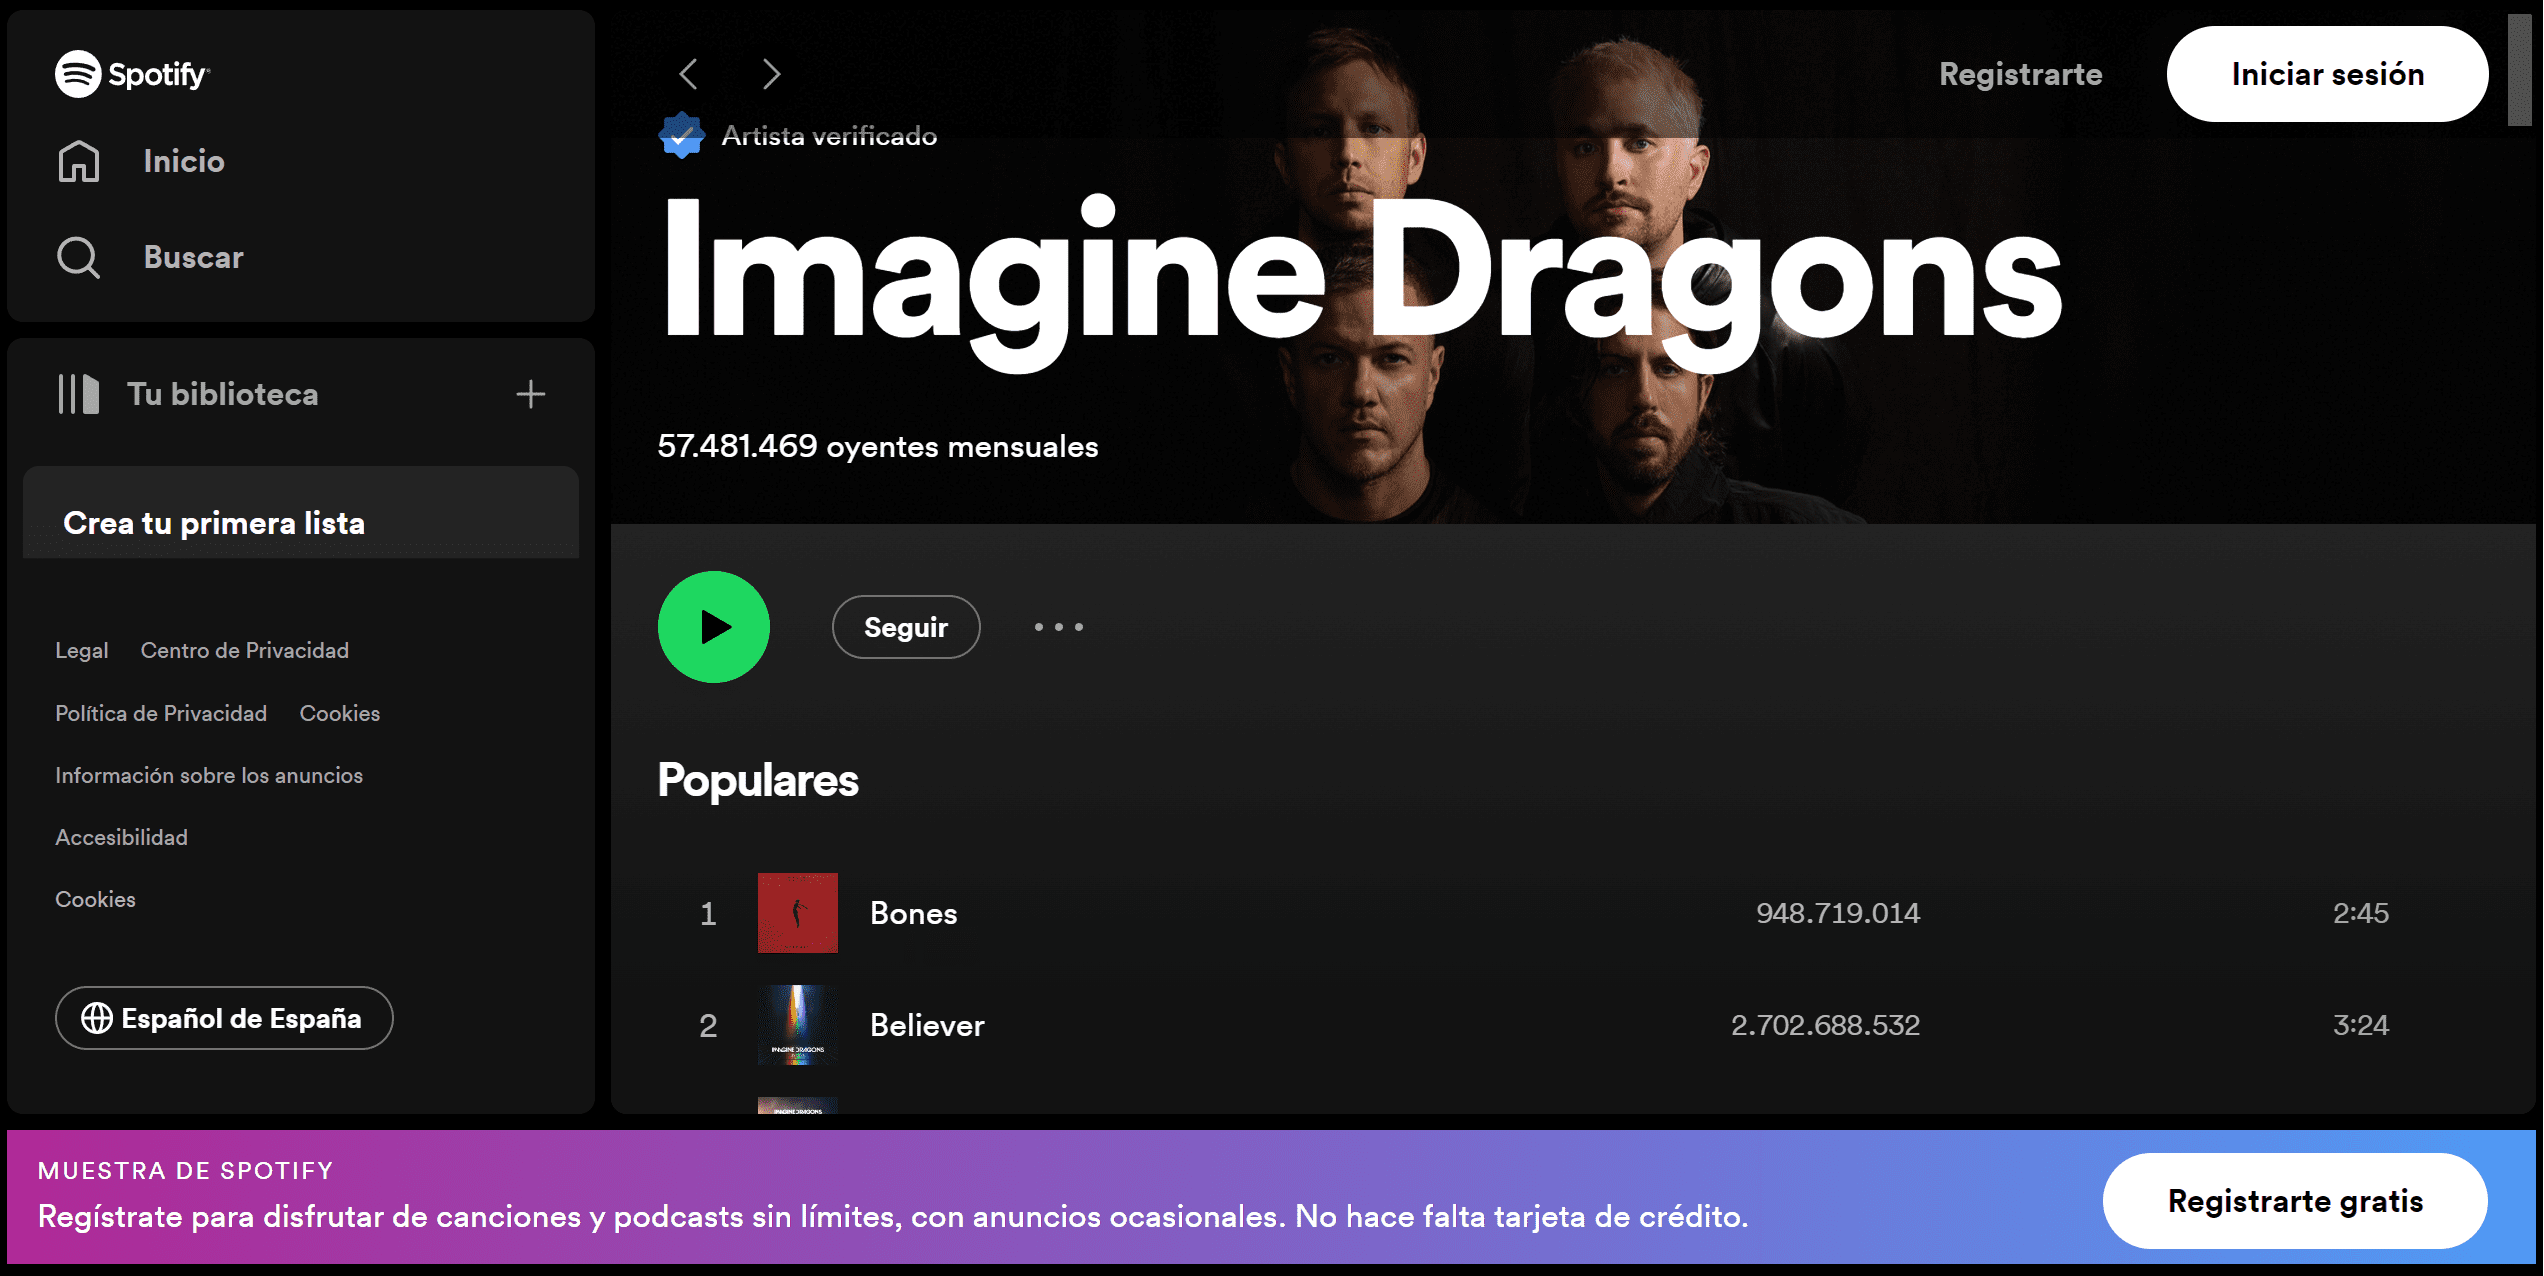 Spotify
Inicio
Buscar
Tu biblioteca
Crea tu primera lista
Legal Centro de Privacidad
Política de Privacidad Cookies
Información sobre los anuncios
Accesibilidad
Cookies
Español de España
Registrarte Iniciar sesión
Artista verificado
Imagine Dragons
57.481.469 oyentes mensuales
Seguir
Populares
1 Bones 948.719.014 2:45
2 Believer 2.702.688.532 3:24
IMAGINE DRAGONS
IMAGINE DRAGONS
MUESTRA DE SPOTIFY
Regístrate para disfrutar de canciones y podcasts sin límites, con anuncios ocasionales. No hace falta tarjeta de crédito.
Registrarte gratis